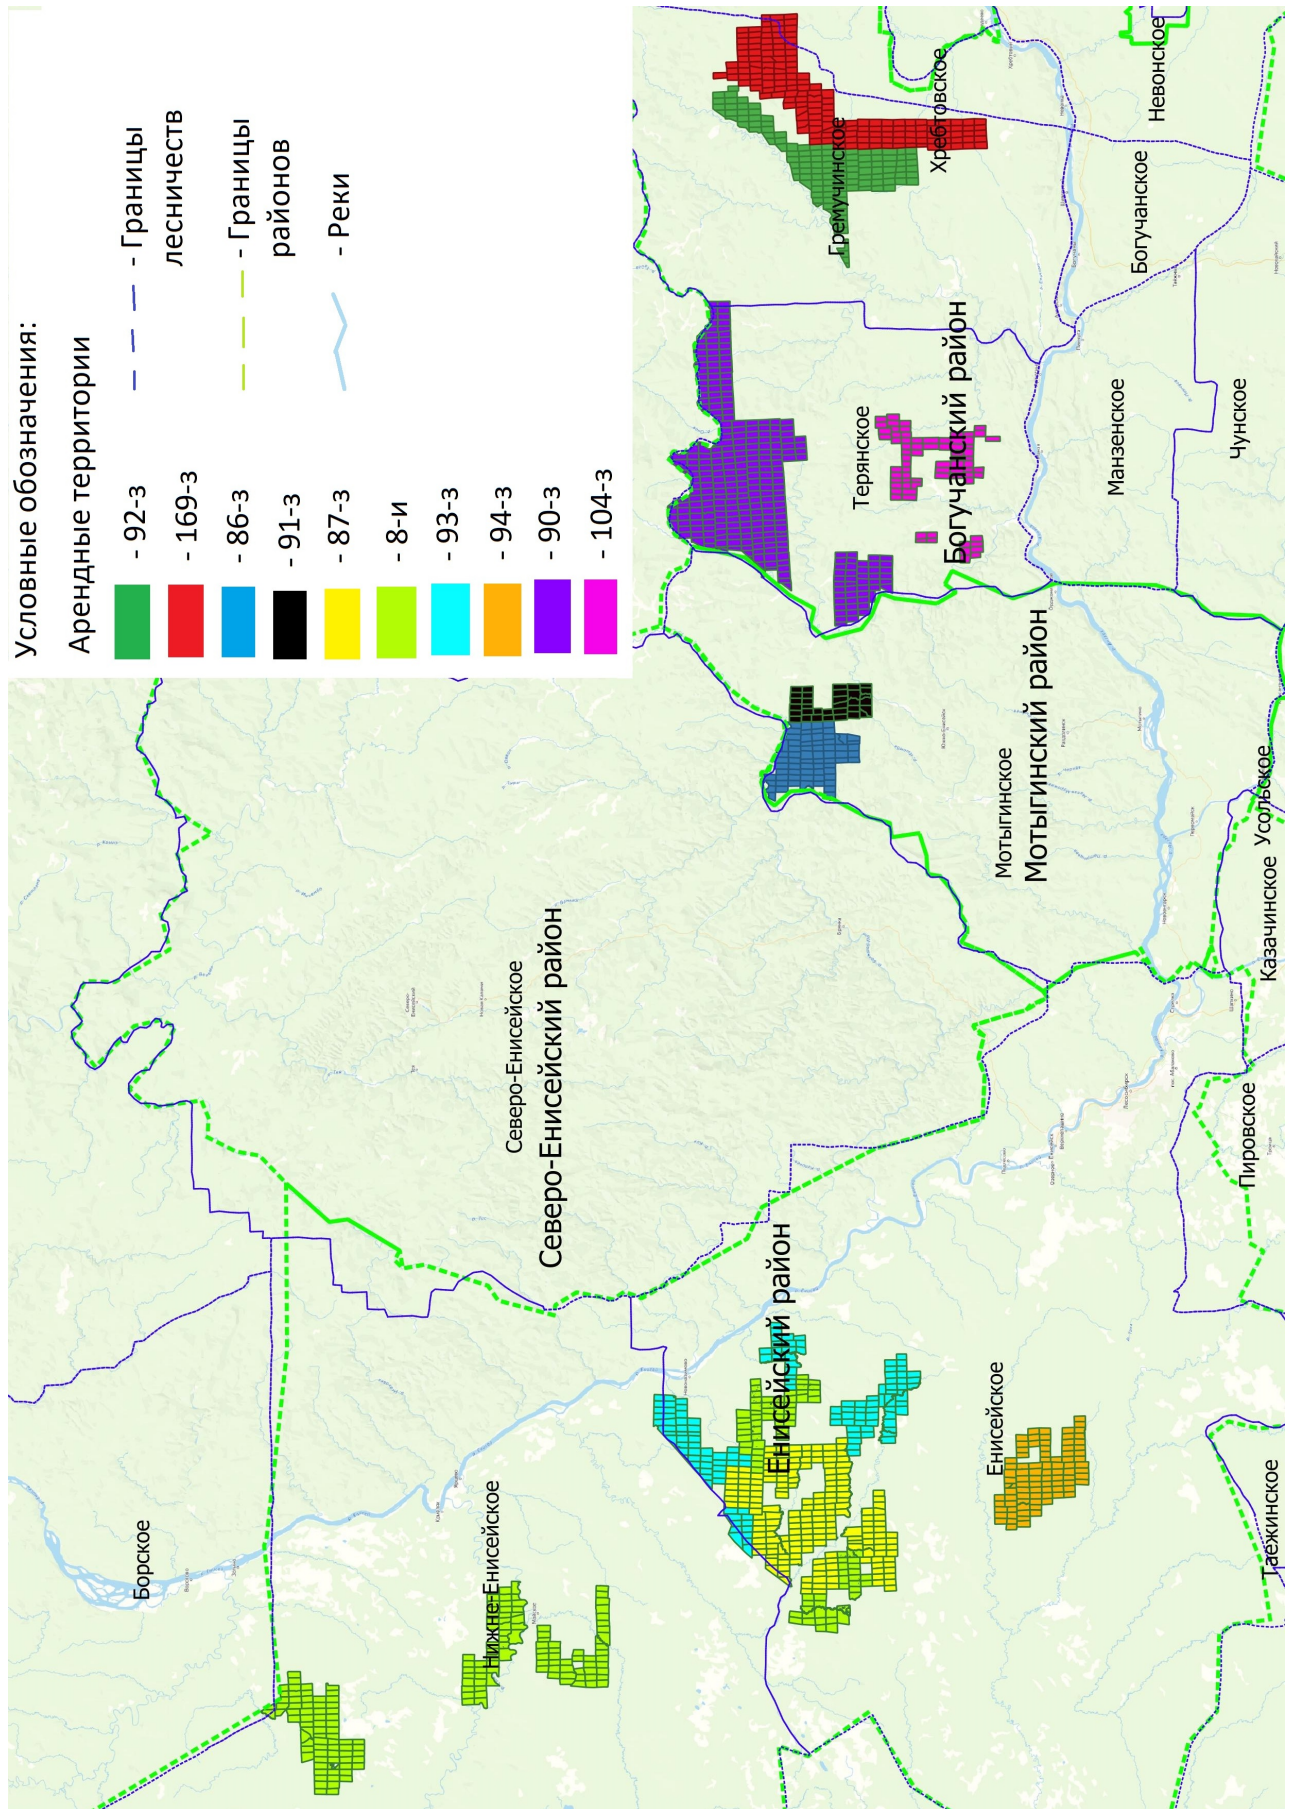 Условные обозначения:
Арендные территории
- 92-з
- 169-з
- 86-з
- 91-з
- 87-з
- 8-и
- 93-з
- 94-з
- 90-з
- 104-з
- Границы
лесничеств
- Границы
районов
- Реки
Борское
Нижне-Енисейское
Северо-Енисейское
Северо-Енисейский район
Енисейский район
Енисейское
Таежинское
Пировское
Казачинское
Усольское
Мотыгинское
Мотыгинский район
Терянское
Богучанский район
Манзенское
Чунское
Гремучинское
Хребтовское
Богучанское
Невонское